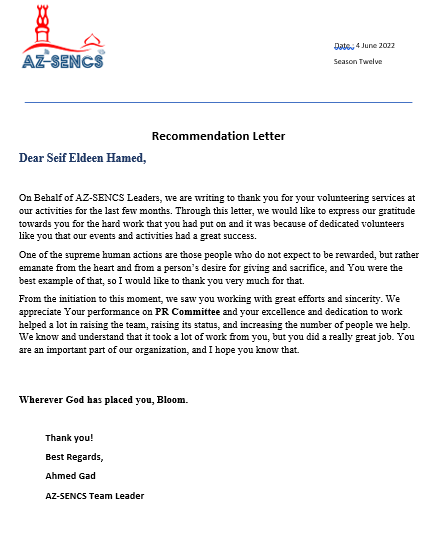 AZ-SENCS
Date.: 4 June 2022
Season Twelve
Recommendation Letter
Dear Seif Eldeen Hamed,
On Behalf of AZ-SENCS Leaders, we are writing to thank you for your volunteering services at
our activities for the last few months. Through this letter, we would like to express our gratitude
towards you for the hard work that you had put on and it was because of dedicated volunteers
like you that our events and activities had a great success.
One of the supreme human actions are those people who do not expect to be rewarded, but rather
emanate from the heart and from a person's desire for giving and sacrifice, and You were the
best example of that, so I would like to thank you very much for that.
From the initiation to this moment, we saw you working with great efforts and sincerity. We
appreciate Your performance on PR Committee and your excellence and dedication to work
helped a lot in raising the team, raising its status, and increasing the number of people we help.
We know and understand that it took a lot of work from you, but you did a really great job. You
are an important part of our organization, and I hope you know that.
Wherever God has placed you, Bloom.
Thank you!
Best Regards,
Ahmed Gad
AZ-SENCS Team Leader